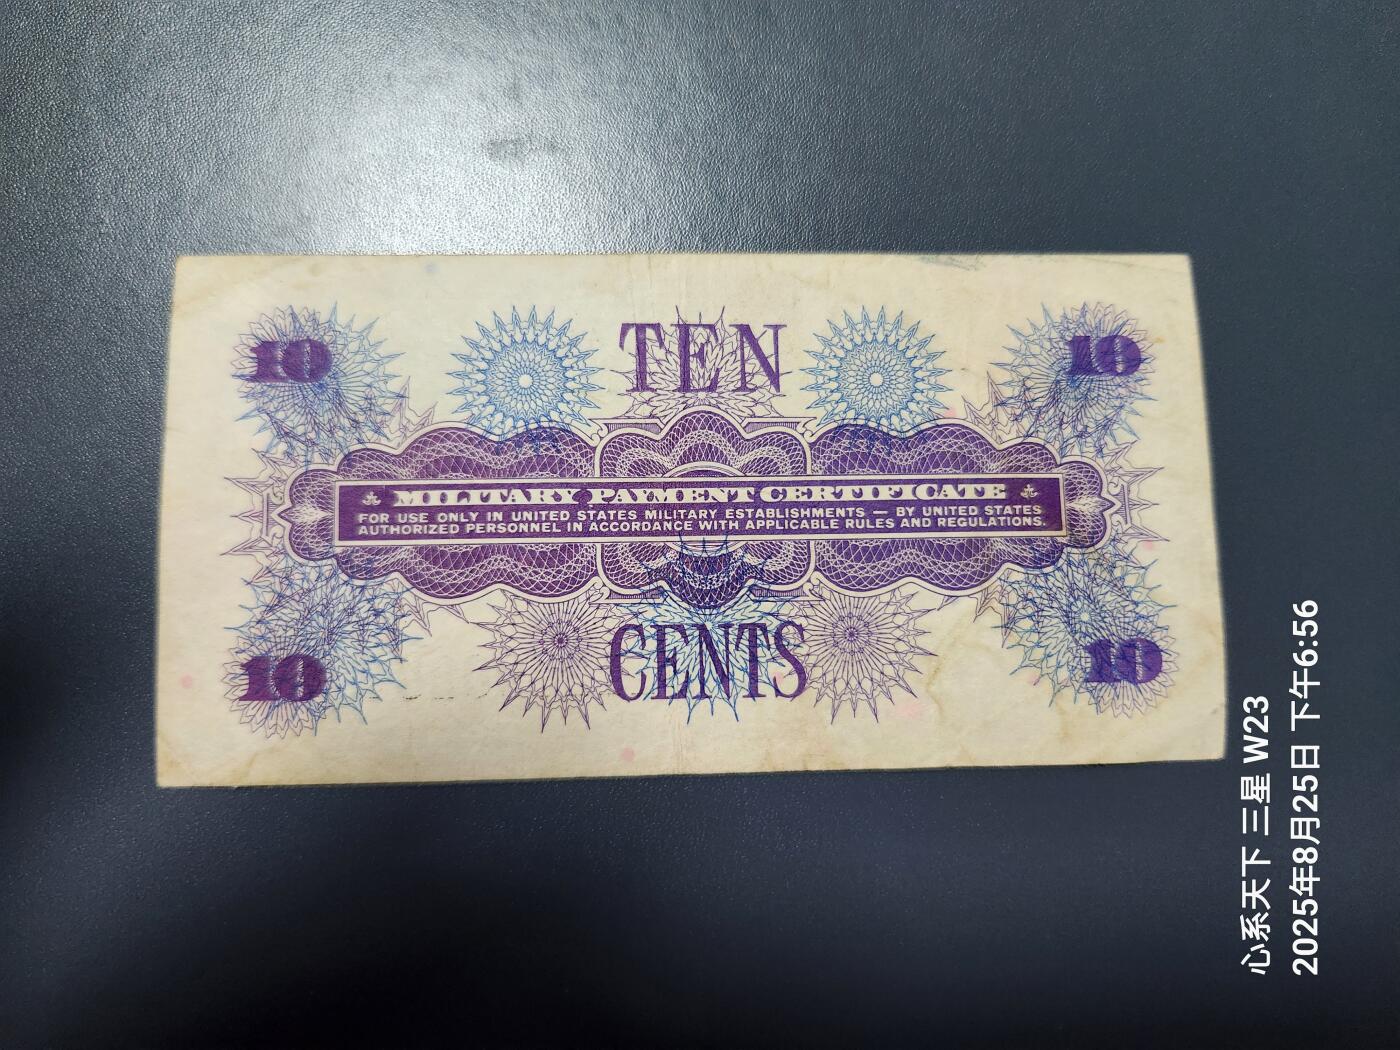 10
TEN
10
MILITARY PAYMENT CERTIFICATE
FOR USE ONLY IN UNITED STATES MILITARY ESTABLISHMENTS — BY UNITED STATES
AUTHORIZED PERSONNEL IN ACCORDANCE WITH APPLICABLE RULES AND REGULATIONS.
10
CENTS
10
心系天下 三星 W23
2025年8月25日 下午6:56